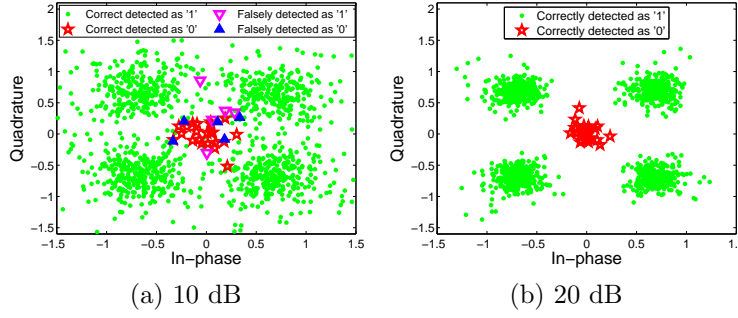 Correct detected as '1'
Correct detected as '0'
Falsely detected as '1'
Falsely detected as '0'
2
1.5
1
0.5
0
−0.5
−1
−1.5
Quadrature
−1.5 −1 −0.5 0 0.5 1 1.5
In−phase
(a) 10 dB
Correctly detected as '1'
Correctly detected as '0'
2
1.5
1
0.5
0
−0.5
−1
−1.5
Quadrature
−1.5 −1 −0.5 0 0.5 1 1.5
In−phase
(b) 20 dB